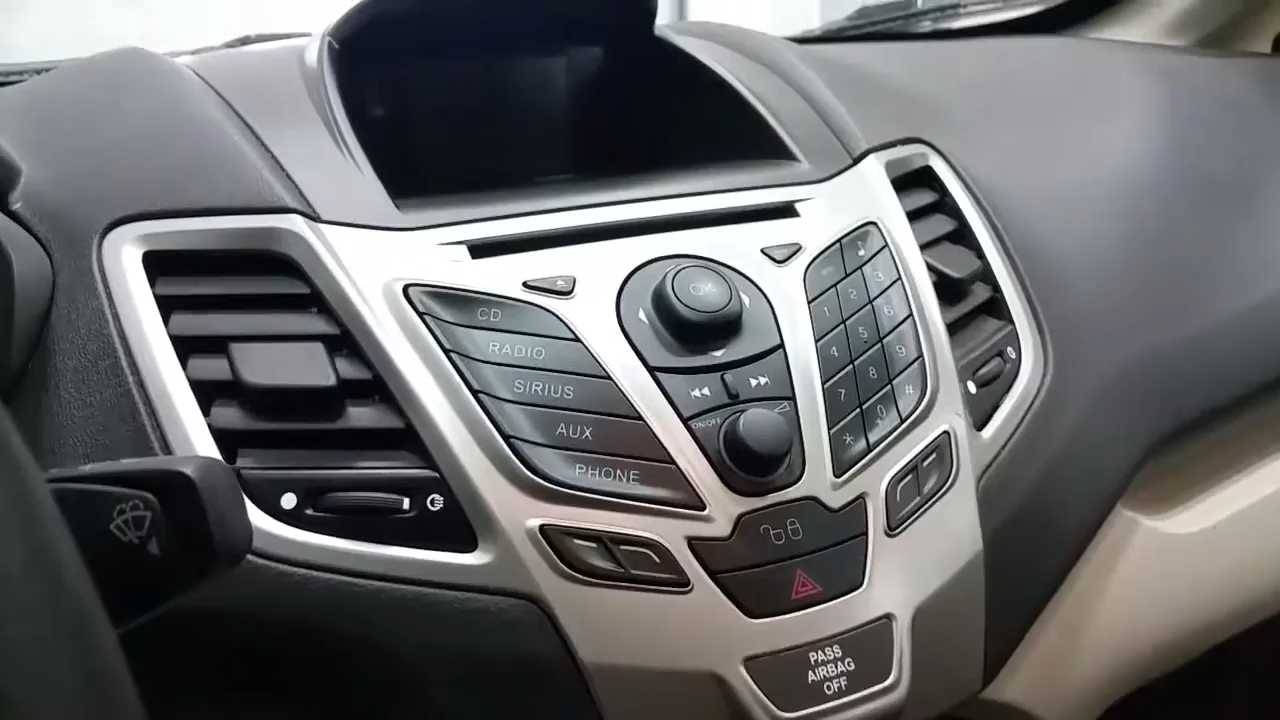 OK
CD
RADIO
SIRIUS
AUX
PHONE
ON/OFF
1 2 3
4 5 6
7 8 9
* 0 #
PASS
AIRBAG
OFF